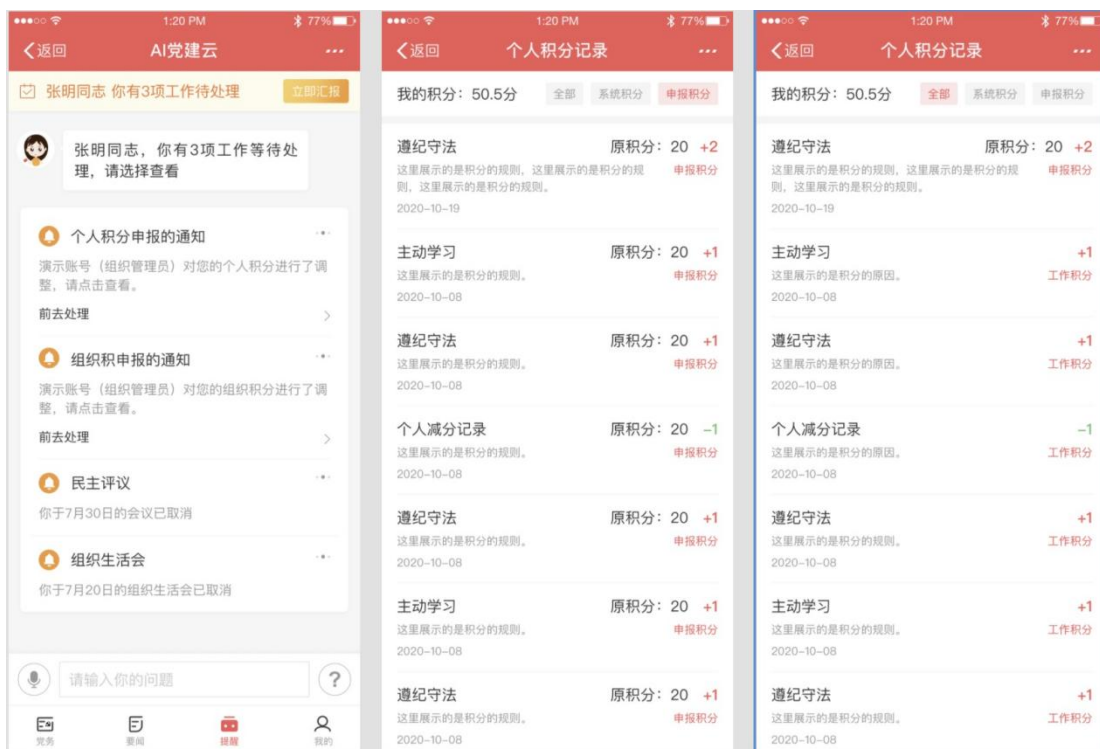 1:20 PM
77%
返回
AI党建云
张明同志 你有3项工作待处理
立即汇报
张明同志，你有3项工作等待处
理，请选择查看
个人积分申报的通知
演示账号（组织管理员）对您的个人积分进行了调
整，请点击查看。
前去处理
组织积申报的通知
演示账号（组织管理员）对您的组织积分进行了调
整，请点击查看。
前去处理
民主评议
你于7月30日的会议已取消
组织生活会
你于7月20日的组织生活会已取消
请输入你的问题
?
党务
要闻
提醒
我的
1:20 PM
77%
返回
个人积分记录
我的积分：50.5分
全部
系统积分
申报积分
遵纪守法
原积分：20 +2
这里展示的是积分的规则，这里展示的是积分的规
则，这里展示的是积分的规则。
申报积分
2020-10-19
主动学习
原积分：20 +1
这里展示的是积分的规则。
申报积分
2020-10-08
遵纪守法
原积分：20 +1
这里展示的是积分的规则。
申报积分
2020-10-08
个人减分记录
原积分：20 -1
这里展示的是积分的规则。
申报积分
2020-10-08
遵纪守法
原积分：20 +1
这里展示的是积分的规则。
申报积分
2020-10-08
主动学习
原积分：20 +1
这里展示的是积分的规则。
申报积分
2020-10-08
遵纪守法
原积分：20 +1
这里展示的是积分的规则。
申报积分
2020-10-08
1:20 PM
77%
返回
个人积分记录
我的积分：50.5分
全部
系统积分
申报积分
遵纪守法
原积分：20 +2
这里展示的是积分的规则，这里展示的是积分的规
则，这里展示的是积分的规则。
申报积分
2020-10-19
主动学习
+1
这里展示的是积分的原因。
工作积分
2020-10-08
遵纪守法
+1
这里展示的是积分的原因。
工作积分
2020-10-08
个人减分记录
-1
这里展示的是积分的原因。
工作积分
2020-10-08
遵纪守法
+1
这里展示的是积分的规则。
工作积分
2020-10-08
主动学习
+1
这里展示的是积分的规则。
工作积分
2020-10-08
遵纪守法
+1
这里展示的是积分的规则。
工作积分
2020-10-08